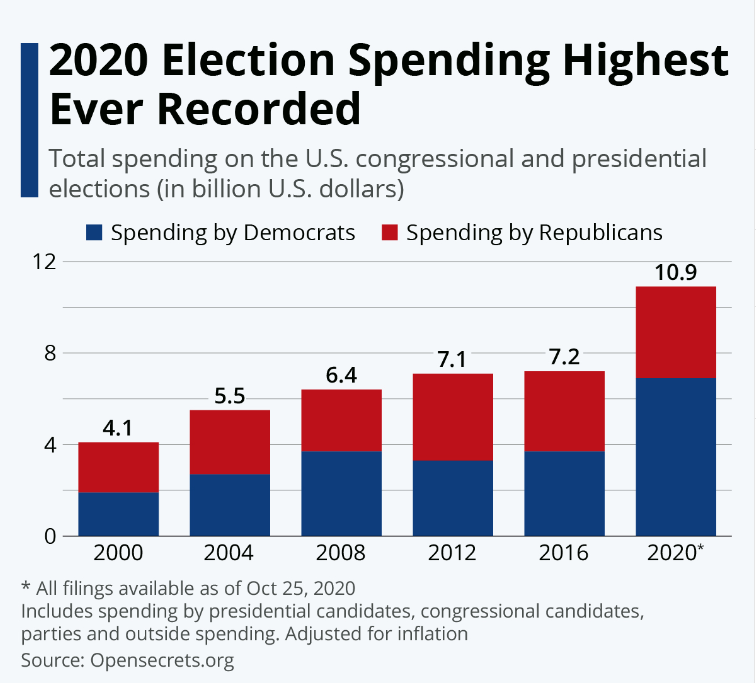 2020 Election Spending Highest
Ever Recorded
Total spending on the U.S. congressional and presidential
elections (in billion U.S. dollars)
Spending by Democrats Spending by Republicans
12
8
4
0
4.1
5.5
6.4
7.1
7.2
10.9
2000 2004 2008 2012 2016 2020*
* All filings available as of Oct 25, 2020
Includes spending by presidential candidates, congressional candidates,
parties and outside spending. Adjusted for inflation
Source: Opensecrets.org